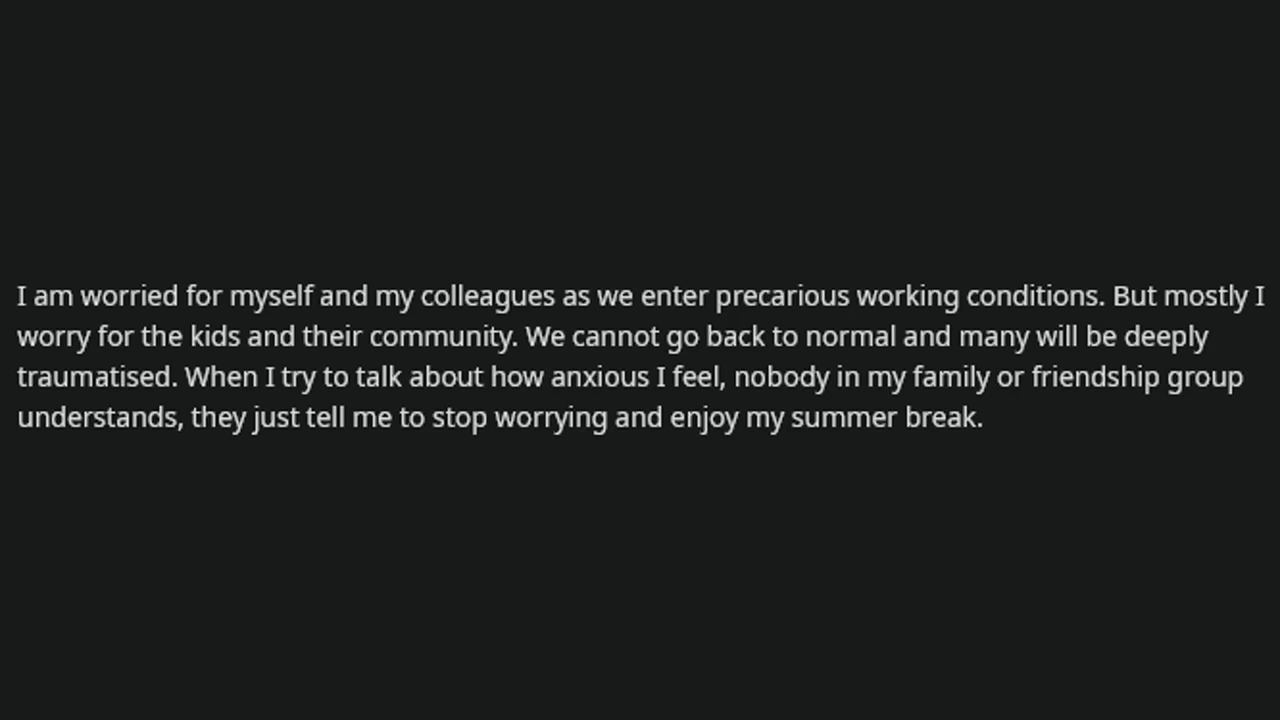 I am worried for myself and my colleagues as we enter precarious working conditions. But mostly I
worry for the kids and their community. We cannot go back to normal and many will be deeply
traumatised. When I try to talk about how anxious I feel, nobody in my family or friendship group
understands, they just tell me to stop worrying and enjoy my summer break.